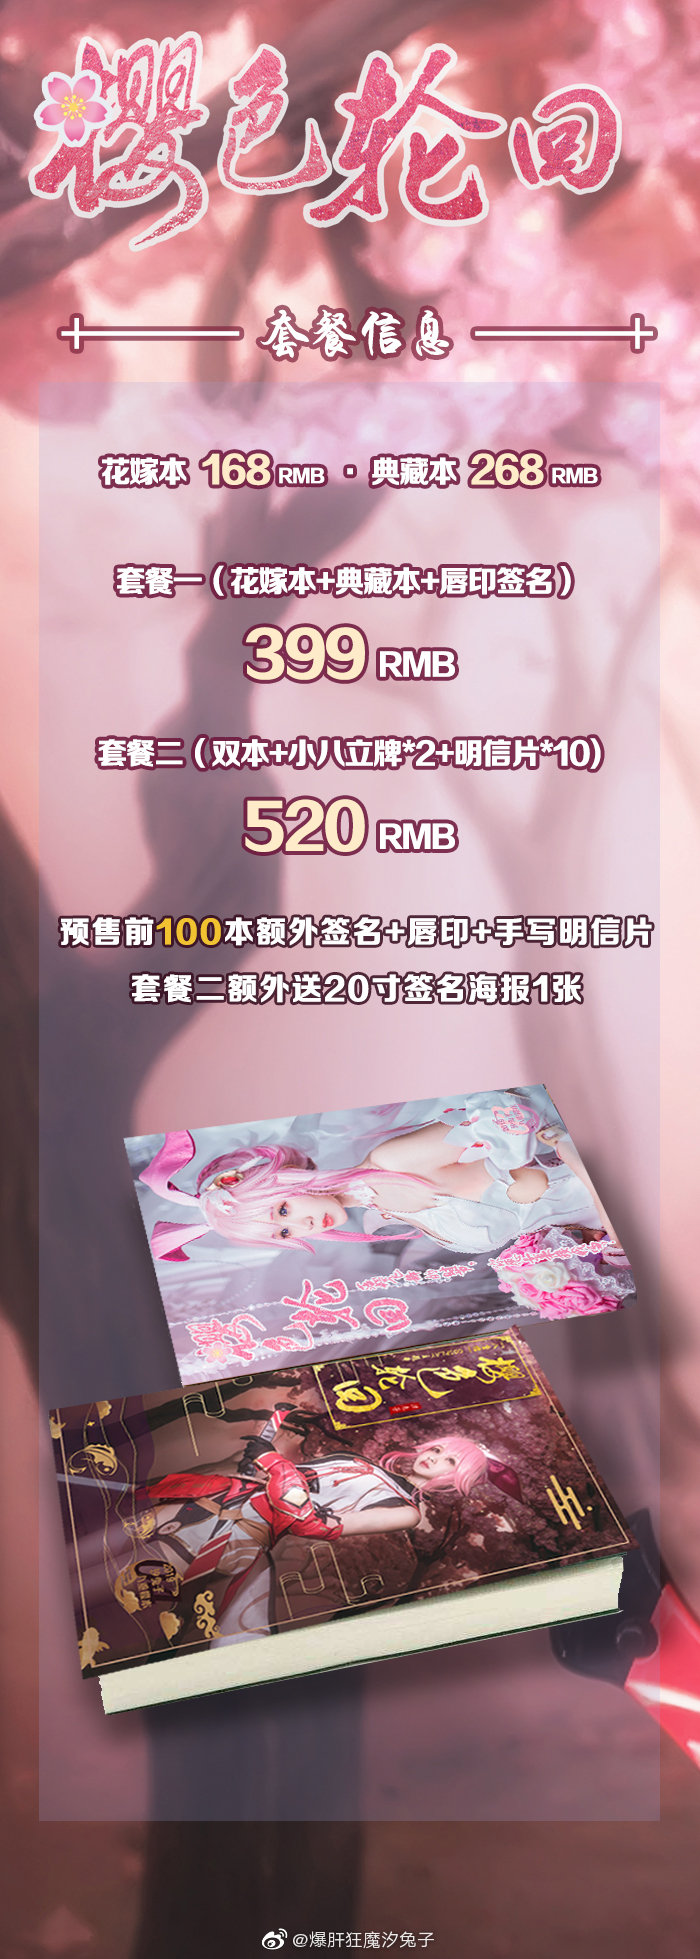 樱色轮回
套餐信息
花嫁本 168 RMB · 典藏本 268 RMB
套餐一（花嫁本+典藏本+唇印签名）
399 RMB
套餐二（双本+小八立牌*2+明信片*10）
520 RMB
预售前100本额外签名+唇印+手写明信片
套餐二额外送20寸签名海报1张
樱色轮回
樱色轮回
@爆肝狂魔汐兔子